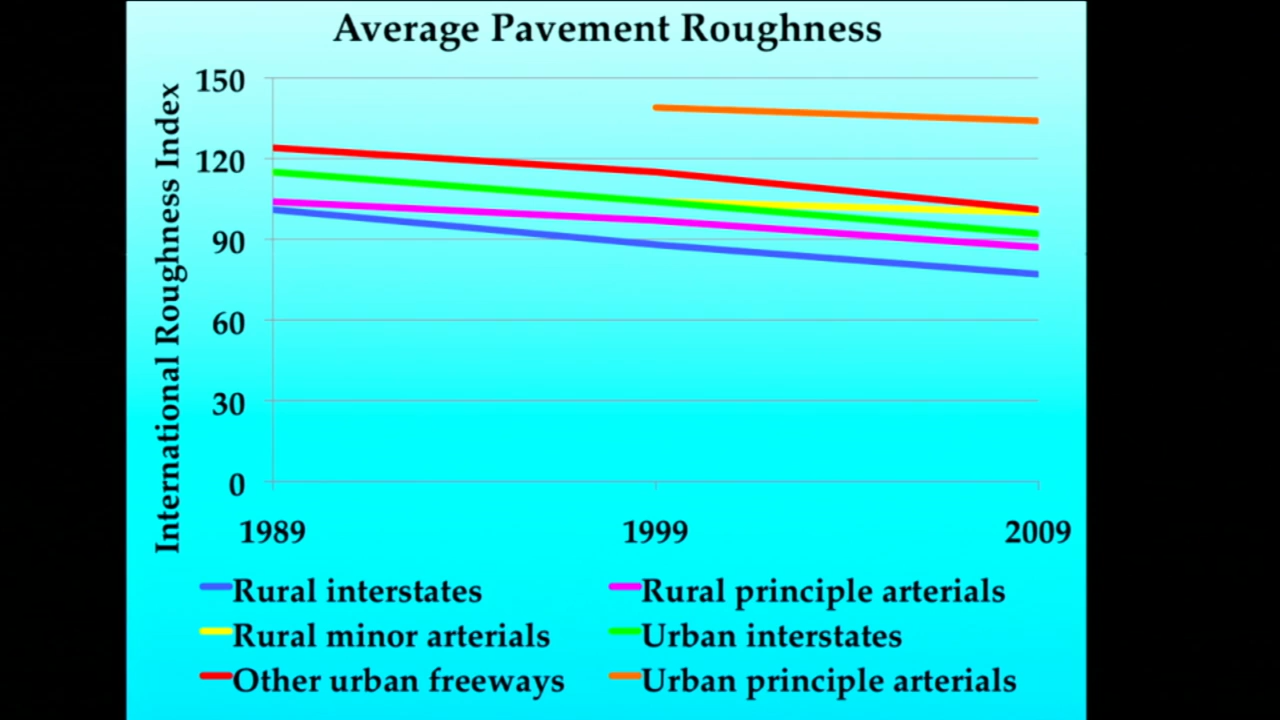 Average Pavement Roughness
International Roughness Index
150
120
90
60
30
0
1989 1999 2009
Rural interstates Rural principle arterials
Rural minor arterials Urban interstates
Other urban freeways Urban principle arterials